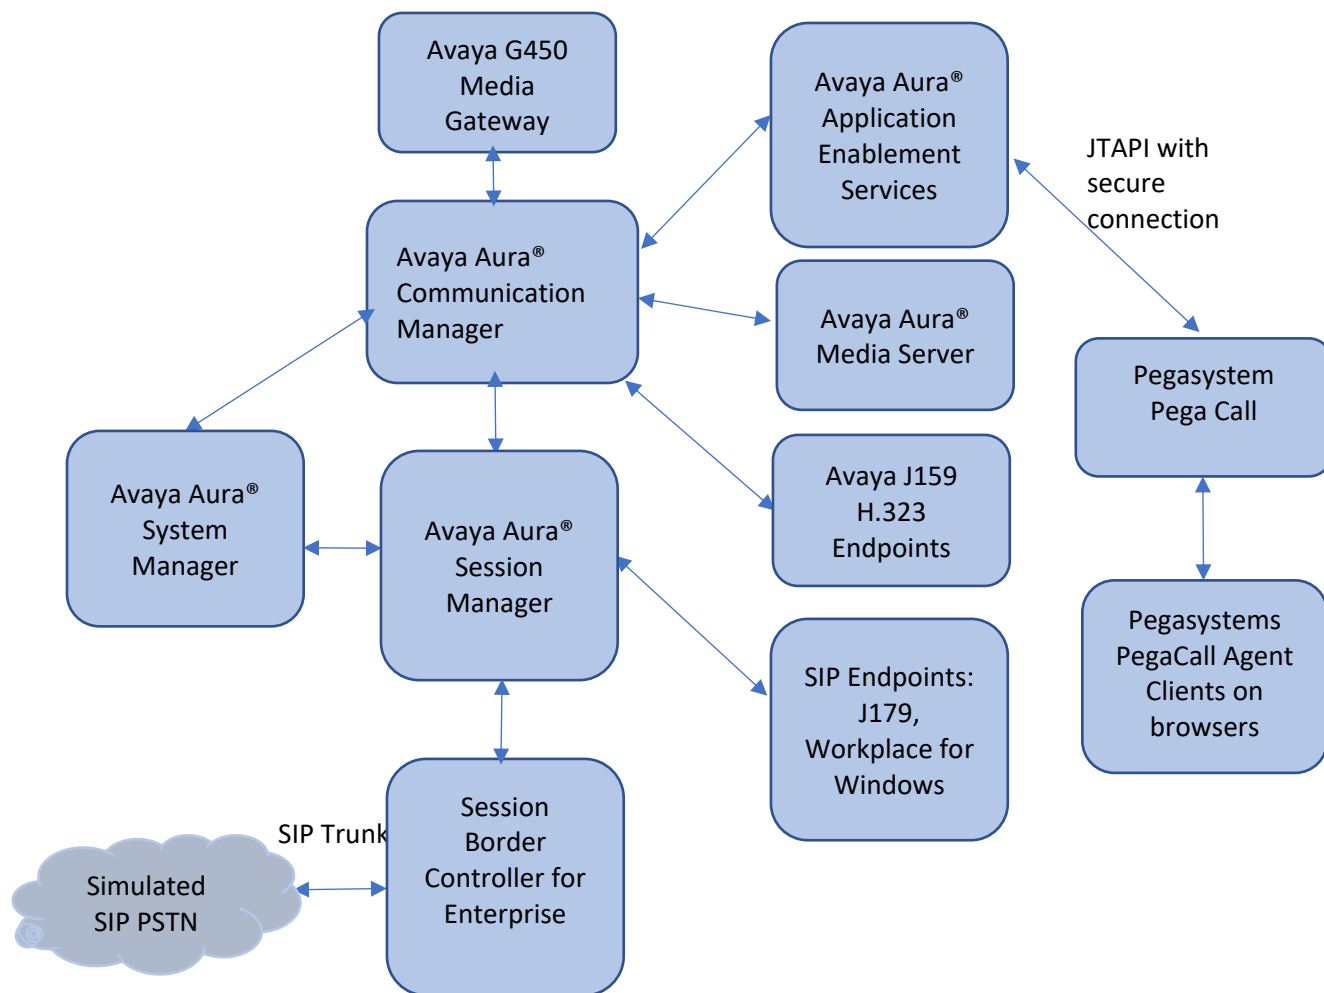 Avaya G450
Media
Gateway
Avaya Aura®
Application
Enablement
Services
JTAPI with
secure
connection
Avaya Aura®
Communication
Manager
Avaya Aura®
Media Server
Pegasystem
Pega Call
Avaya Aura®
System
Manager
Avaya Aura®
Session
Manager
Avaya J159
H.323
Endpoints
SIP Endpoints:
J179,
Workplace for
Windows
Pegasystems
PegaCall Agent
Clients on
browsers
SIP Trunk
Session
Border
Controller for
Enterprise
Simulated
SIP PSTN